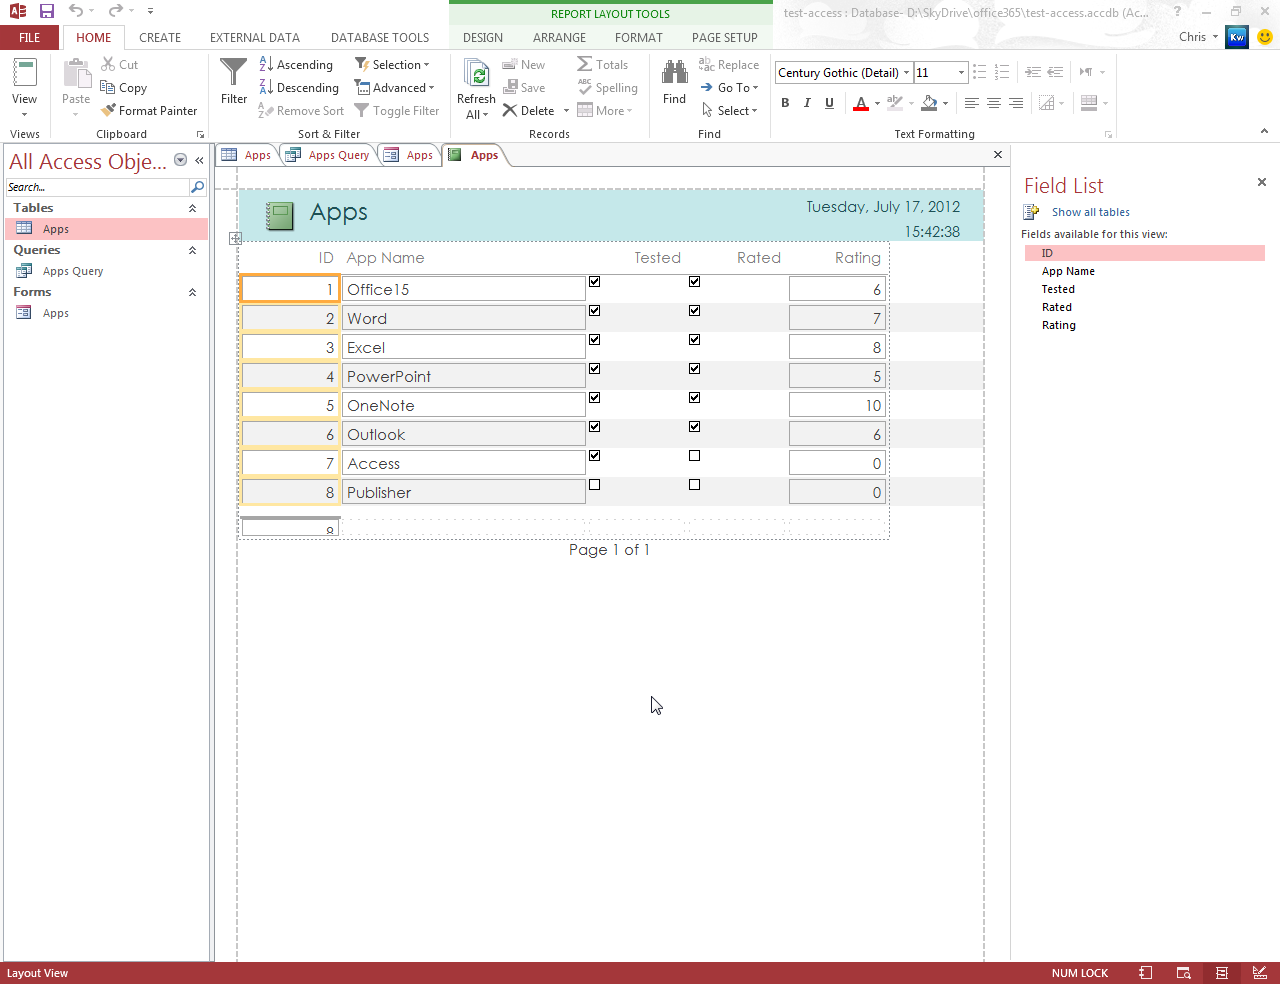 REPORT LAYOUT TOOLS
test-access : Database- D:\SkyDrive\office365\test-access.accdb (Ac...
?
FILE HOME CREATE EXTERNAL DATA DATABASE TOOLS DESIGN ARRANGE FORMAT PAGE SETUP
Chris
Kw
View
Views
Paste
Cut
Copy
Format Painter
Clipboard
Filter
Ascending
Descending
Remove Sort
Selection
Advanced
Toggle Filter
Sort & Filter
Refresh
All
New
Save
Delete
Totals
Spelling
More
Records
Find
Replace
Go To
Select
Find
Century Gothic (Detail) 11
B I U A
Text Formatting
All Access Obje...
Search...
Tables
Apps
Queries
Apps Query
Forms
Apps
Apps Apps Query Apps Apps
Apps
Tuesday, July 17, 2012
15:42:38
ID App Name Tested Rated Rating
1 Office15 6
2 Word 7
3 Excel 8
4 PowerPoint 5
5 OneNote 10
6 Outlook 6
7 Access 0
8 Publisher 0
Page 1 of 1
Field List
Show all tables
Fields available for this view:
ID
App Name
Tested
Rated
Rating
Layout View
NUM LOCK